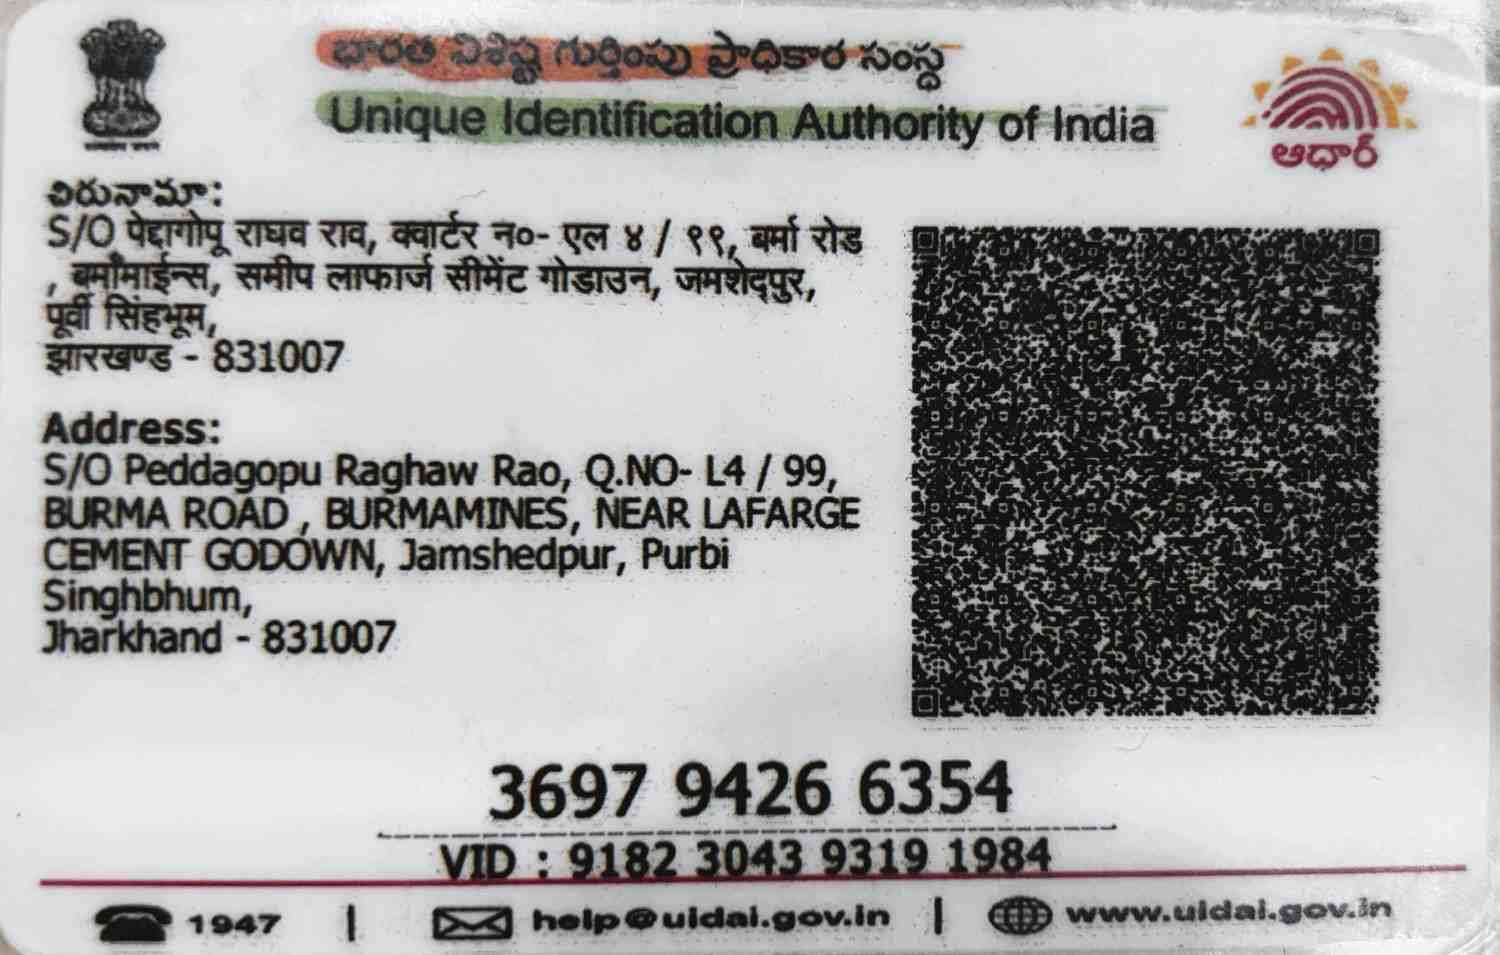 భారత విశిష్ట గుర్తింపు ప్రాధికార సంస్థ
Unique Identification Authority of India
ఆధార్
చిరునామా:
S/O पेद्दागोपू राघव राव, क्वार्टर न०- एल ४ / ९९, बर्मा रोड
, बर्मामाईन्स, समीप लाफार्ज सीमेंट गोडाउन, जमशेदपुर,
पूर्वी सिंहभूम,
झारखण्ड - 831007
Address:
S/O Peddagopu Raghaw Rao, Q.NO- L4 / 99,
BURMA ROAD , BURMAMINES, NEAR LAFARGE
CEMENT GODOWN, Jamshedpur, Purbi
Singhbhum,
Jharkhand - 831007
3697 9426 6354
VID : 9182 3043 9319 1984
1947 | help@uidai.gov.in | www.uidai.gov.in